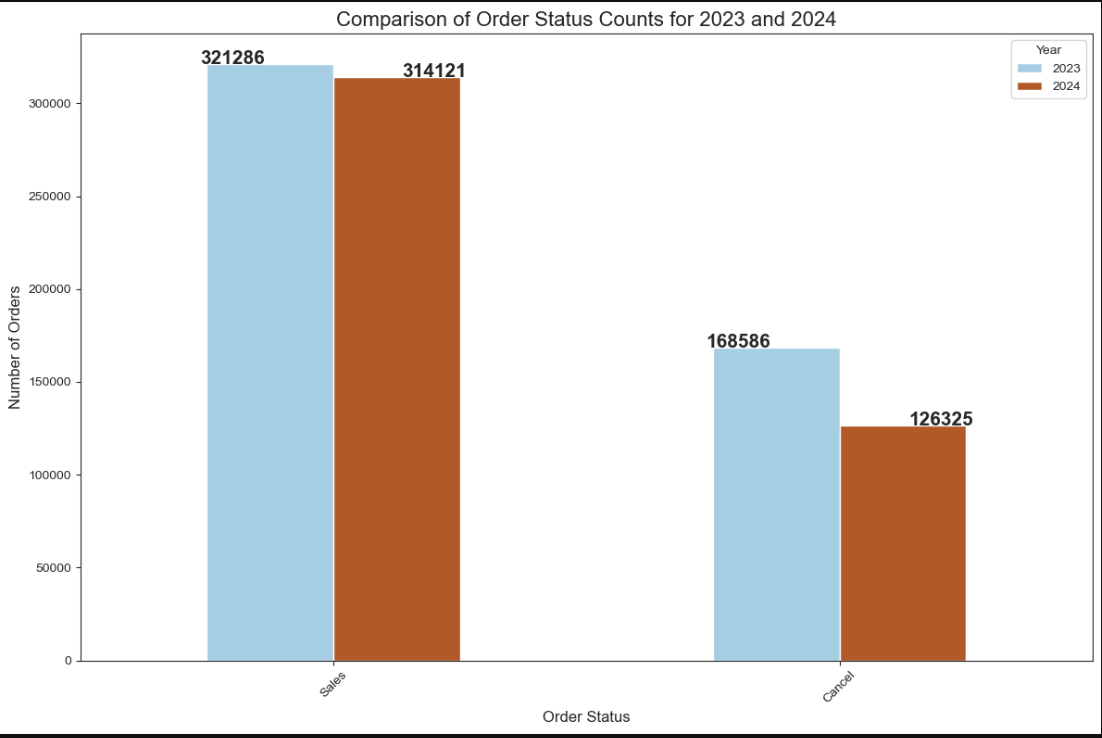 Comparison of Order Status Counts for 2023 and 2024
Year
2023
2024
321286
314121
168586
126325
Number of Orders
300000
250000
200000
150000
100000
50000
0
Sales
Cancel
Order Status